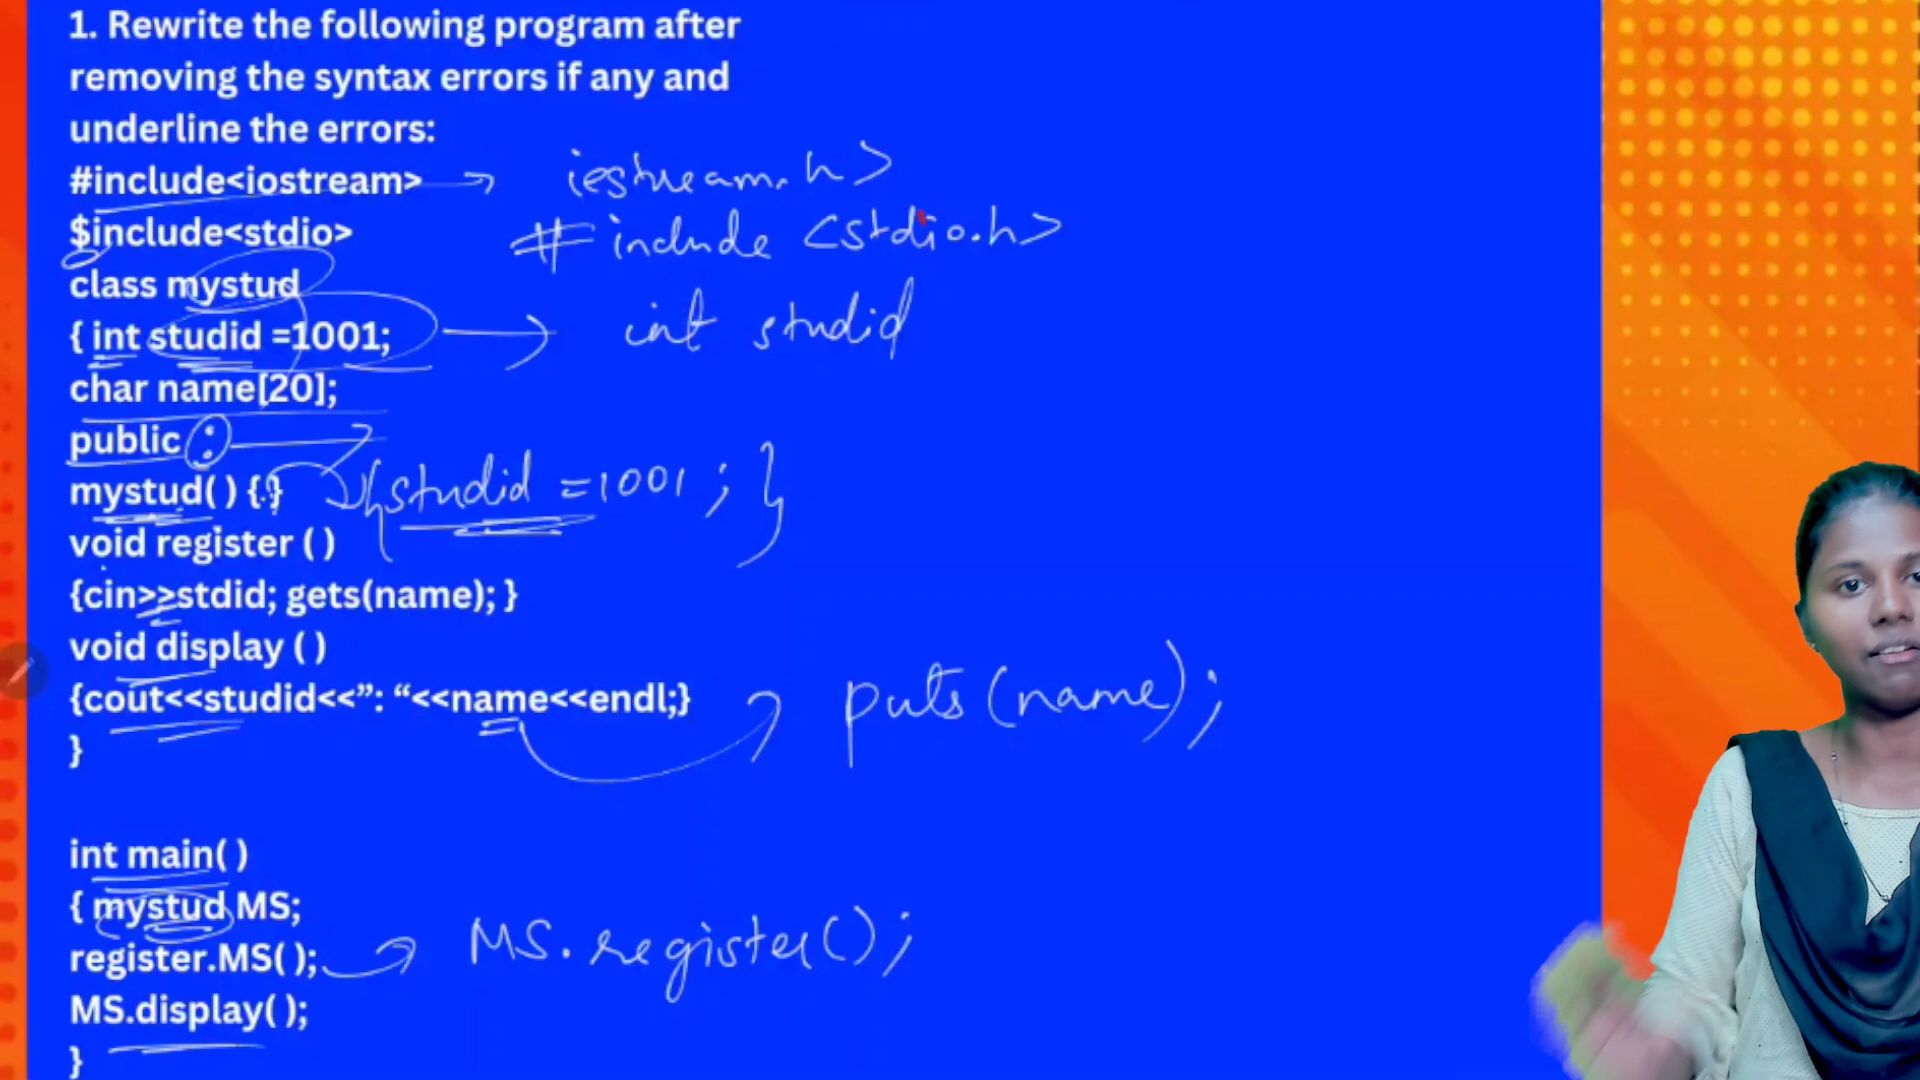 1. Rewrite the following program after
removing the syntax errors if any and
underline the errors:
#include<iostream> → iostream.h>
$include<stdio> # include <stdio.h>
class mystud
{ int studid =1001; → int studid
char name[20];
public :
mystud( ) { } {studid =1001 ; }
void register ( )
{cin>>stdid; gets(name); }
void display ( )
{cout<<studid<<”: “<<name<<endl;} puts(name);
}
int main( )
{ mystud MS;
register.MS( ); MS.register();
MS.display( );
}